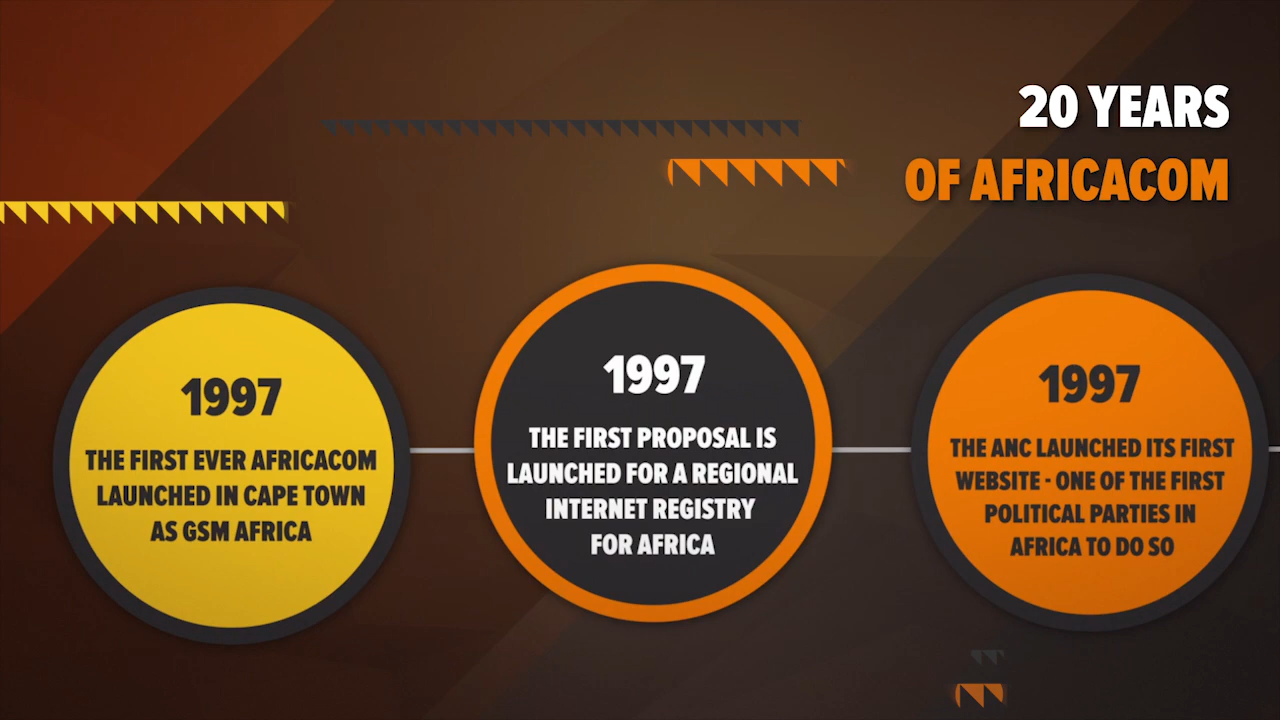 20 YEARS
OF AFRICACOM
1997
THE FIRST EVER AFRICACOM
LAUNCHED IN CAPE TOWN
AS GSM AFRICA
1997
THE FIRST PROPOSAL IS
LAUNCHED FOR A REGIONAL
INTERNET REGISTRY
FOR AFRICA
1997
THE ANC LAUNCHED ITS FIRST
WEBSITE - ONE OF THE FIRST
POLITICAL PARTIES IN
AFRICA TO DO SO